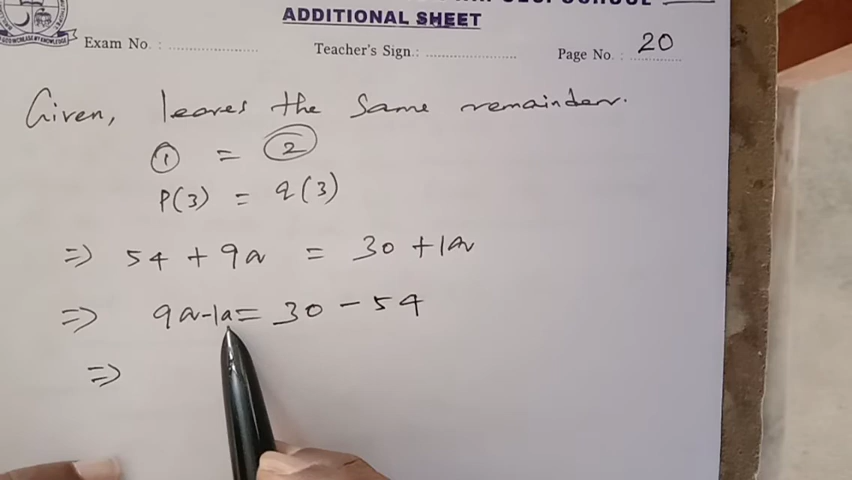 ADDITIONAL SHEET
Exam No. : ........................ Teacher's Sign.: ........................ Page No. : 20
Given, leaves the same remainder.
① = ②
P(3) = q(3)
=> 54 + 9a = 30 + 1a
=> 9a-1a = 30 - 54
=>